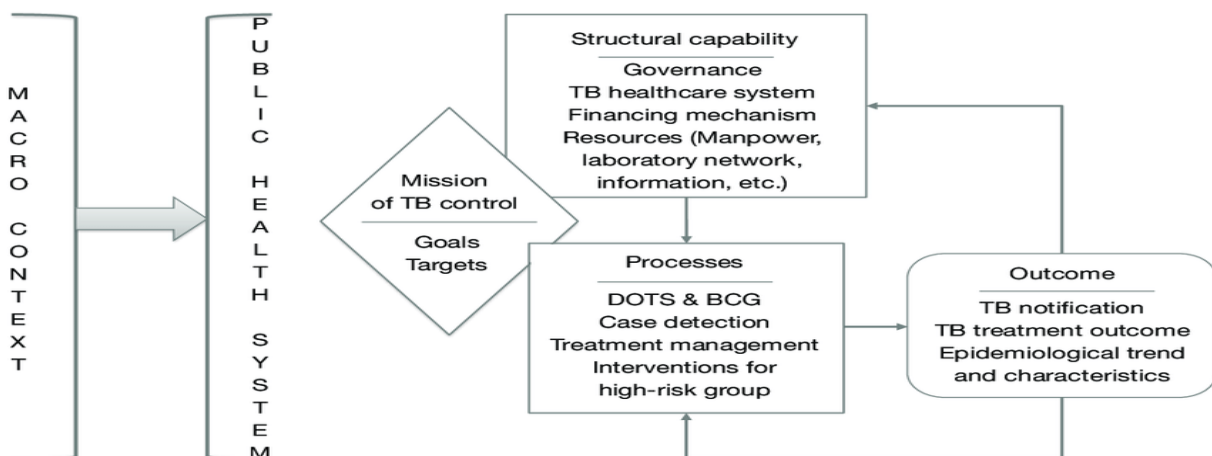 MACRO CONTEXT
PUBLIC HEALTH SYSTEM
Mission
of TB control
Goals
Targets
Structural capability
Governance
TB healthcare system
Financing mechanism
Resources (Manpower,
laboratory network,
information, etc.)
Processes
DOTS & BCG
Case detection
Treatment management
Interventions for
high-risk group
Outcome
TB notification
TB treatment outcome
Epidemiological trend
and characteristics